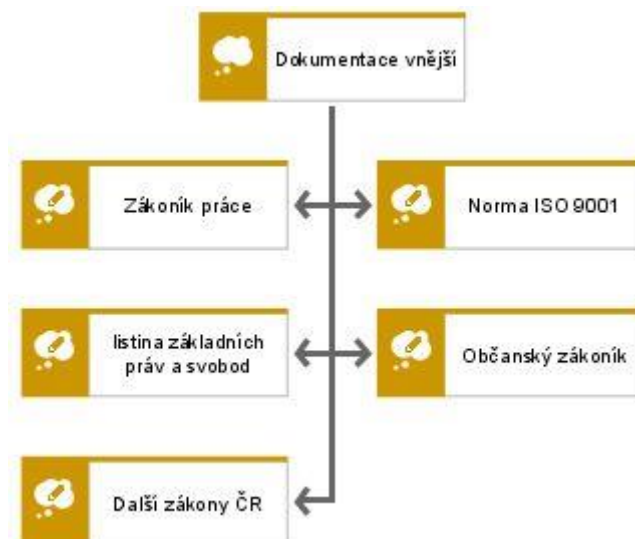 Dokumentace vnější
Zákoník práce
Norma ISO 9001
listina základních
práv a svobod
Občanský zákoník
Další zákony ČR